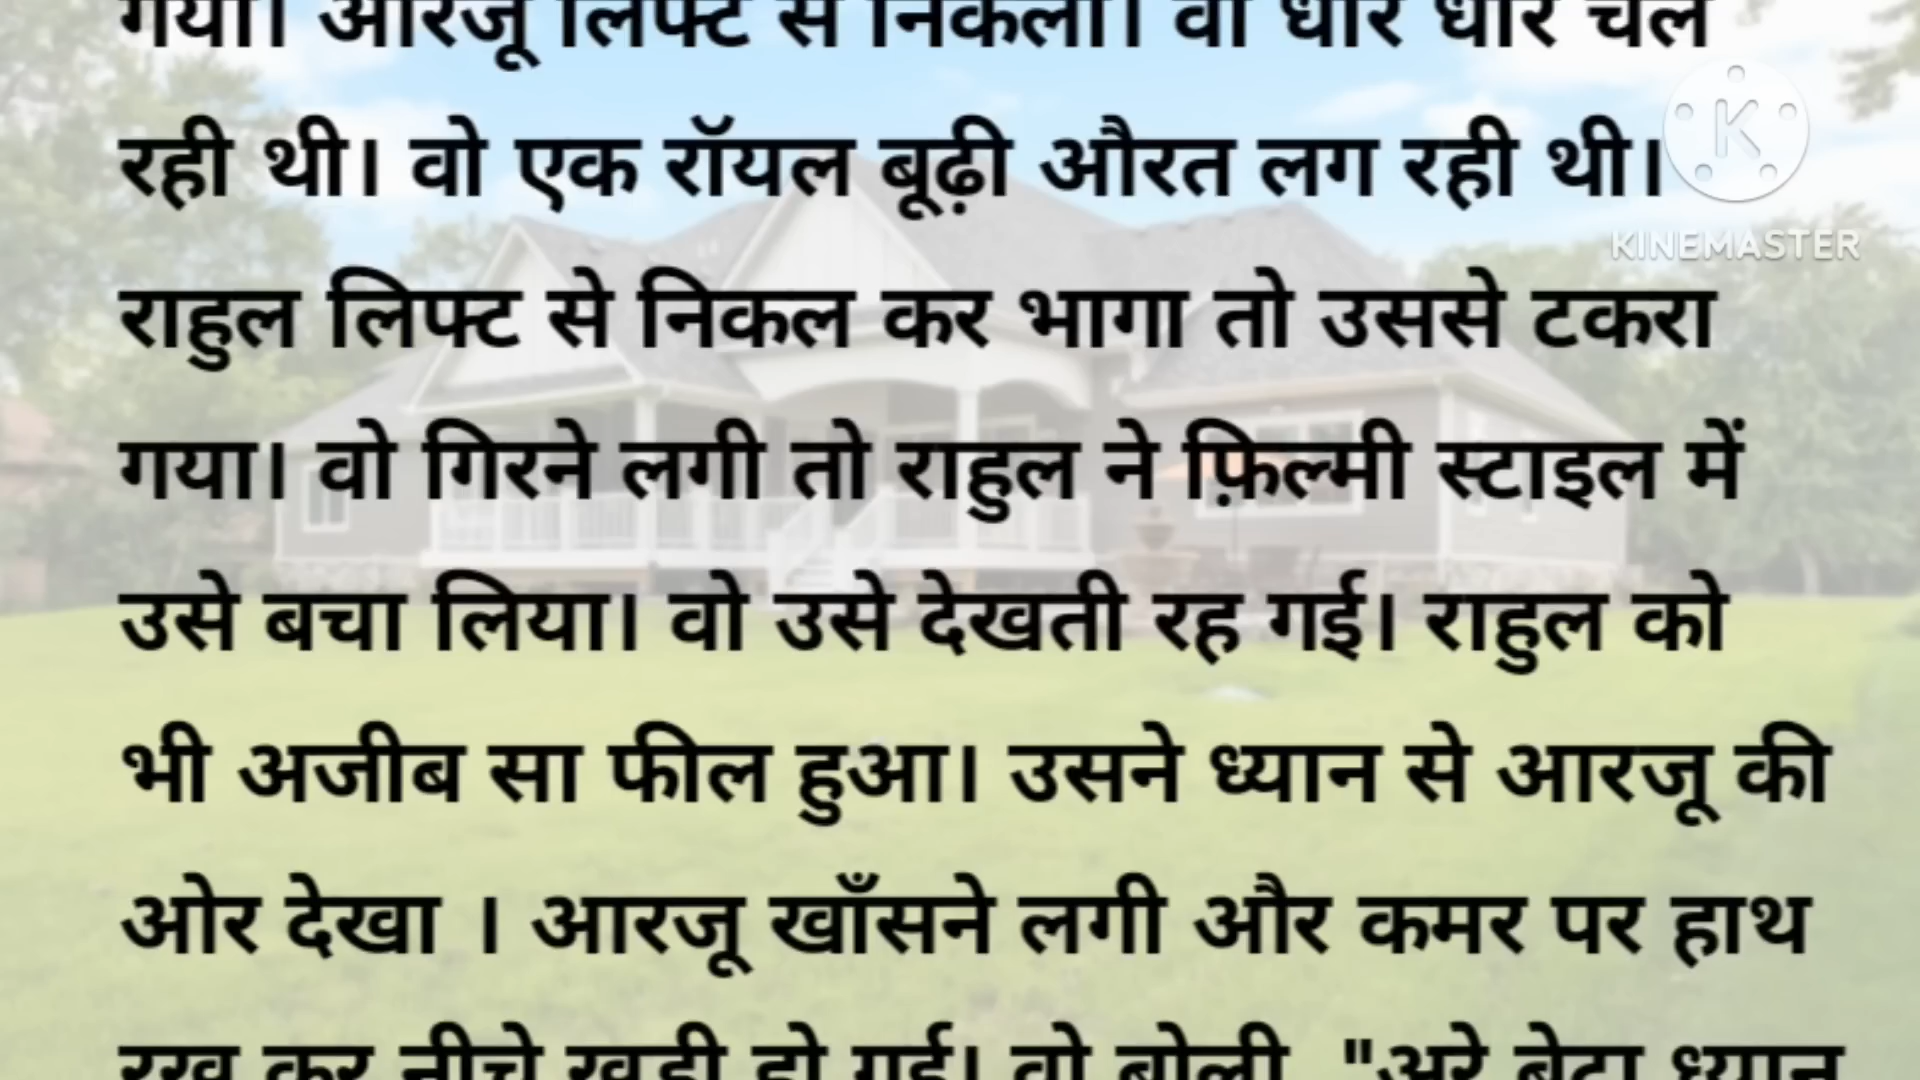 गया। आरजू लिफ्ट से निकली। वो धीरे धीरे चल
रही थी। वो एक रॉयल बूढ़ी औरत लग रही थी।
KINEMASTER
राहुल लिफ्ट से निकल कर भागा तो उससे टकरा
गया। वो गिरने लगी तो राहुल ने फ़िल्मी स्टाइल में
उसे बचा लिया। वो उसे देखती रह गई। राहुल को
भी अजीब सा फील हुआ। उसने ध्यान से आरजू की
ओर देखा । आरजू खाँसने लगी और कमर पर हाथ
रख कर नीचे खड़ी हो गई। वो बोली, "अरे बेटा ध्यान